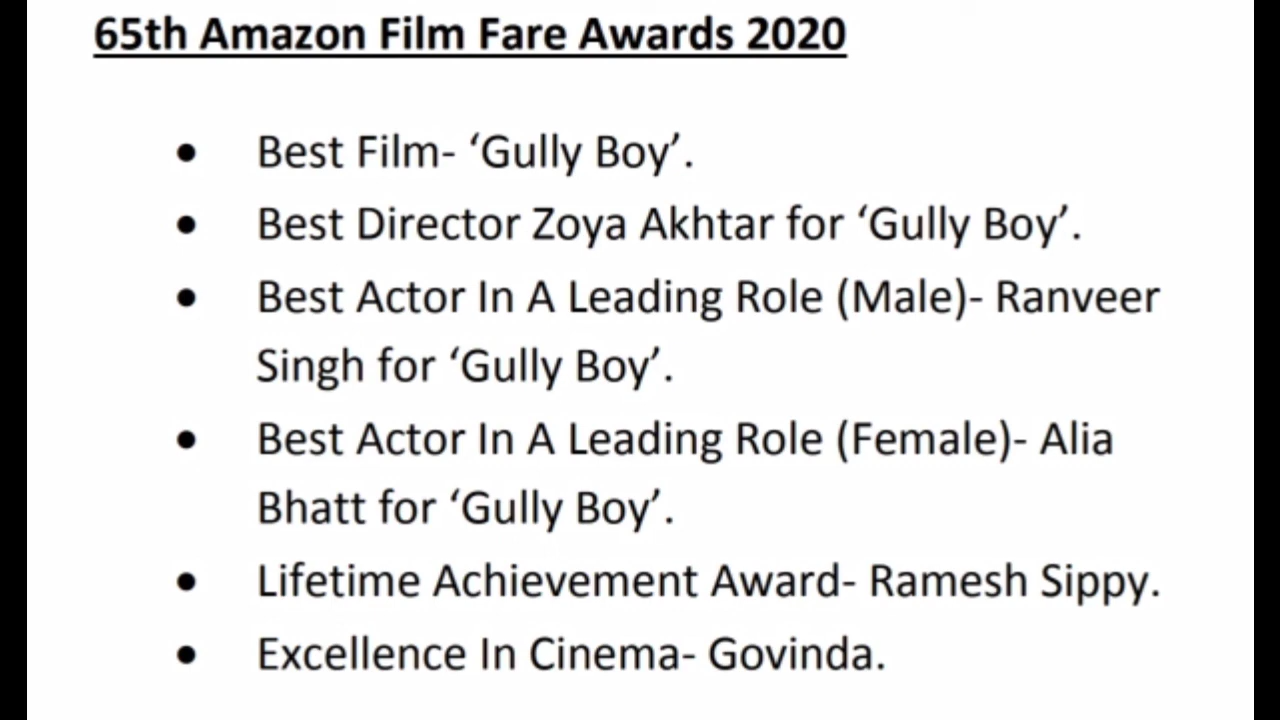 65th Amazon Film Fare Awards 2020
• Best Film- ‘Gully Boy’.
• Best Director Zoya Akhtar for ‘Gully Boy’.
• Best Actor In A Leading Role (Male)- Ranveer
Singh for ‘Gully Boy’.
• Best Actor In A Leading Role (Female)- Alia
Bhatt for ‘Gully Boy’.
• Lifetime Achievement Award- Ramesh Sippy.
• Excellence In Cinema- Govinda.